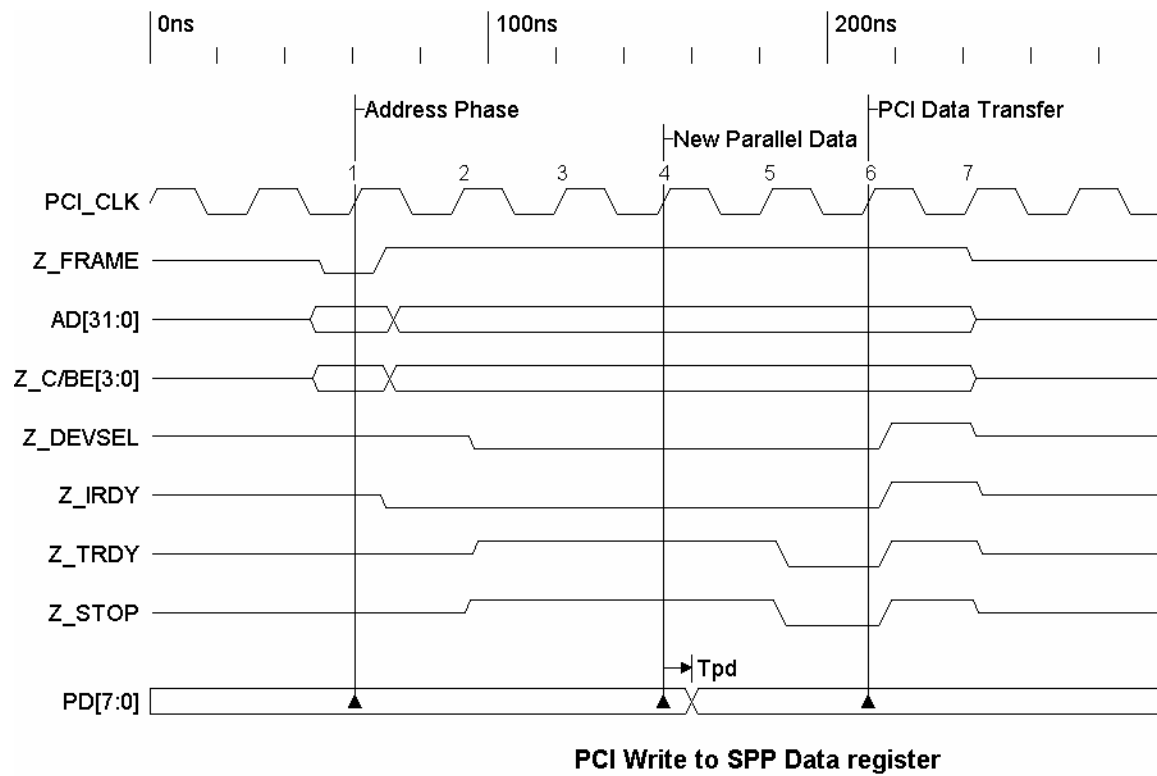 0ns 100ns 200ns
Address Phase PCI Data Transfer
New Parallel Data
1 2 3 4 5 6 7
PCI_CLK
Z_FRAME
AD[31:0]
Z_C/BE[3:0]
Z_DEVSEL
Z_IRDY
Z_TRDY
Z_STOP
Tpd
PD[7:0]
PCI Write to SPP Data register